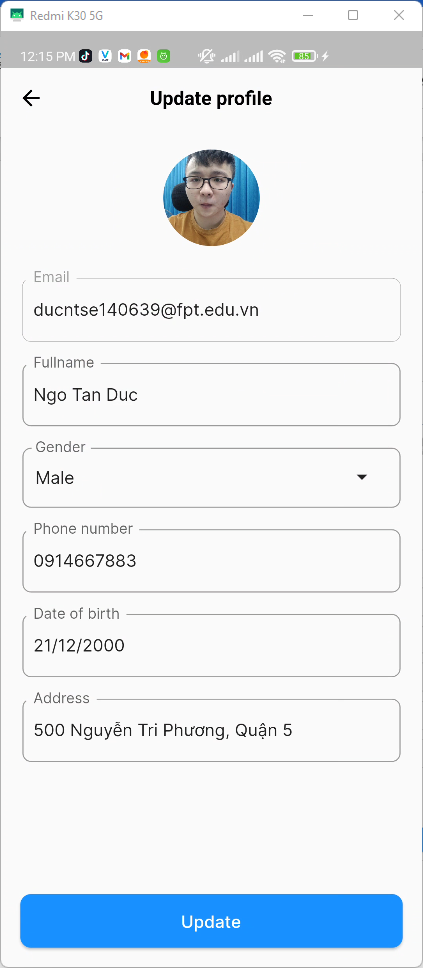 Redmi K30 5G
12:15 PM
85
Update profile
Email
ducntse140639@fpt.edu.vn
Fullname
Ngo Tan Duc
Gender
Male
Phone number
0914667883
Date of birth
21/12/2000
Address
500 Nguyễn Tri Phương, Quận 5
Update